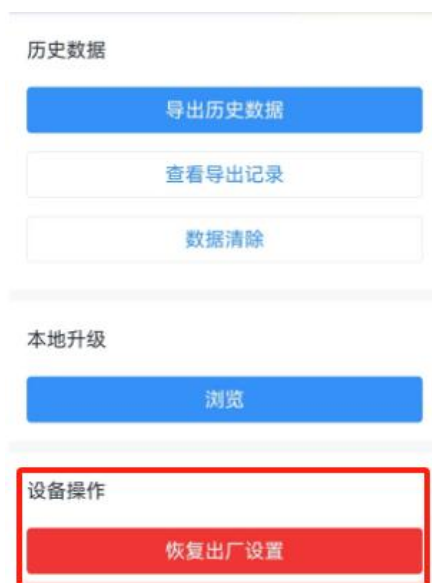 历史数据
导出历史数据
查看导出记录
数据清除
本地升级
浏览
设备操作
恢复出厂设置